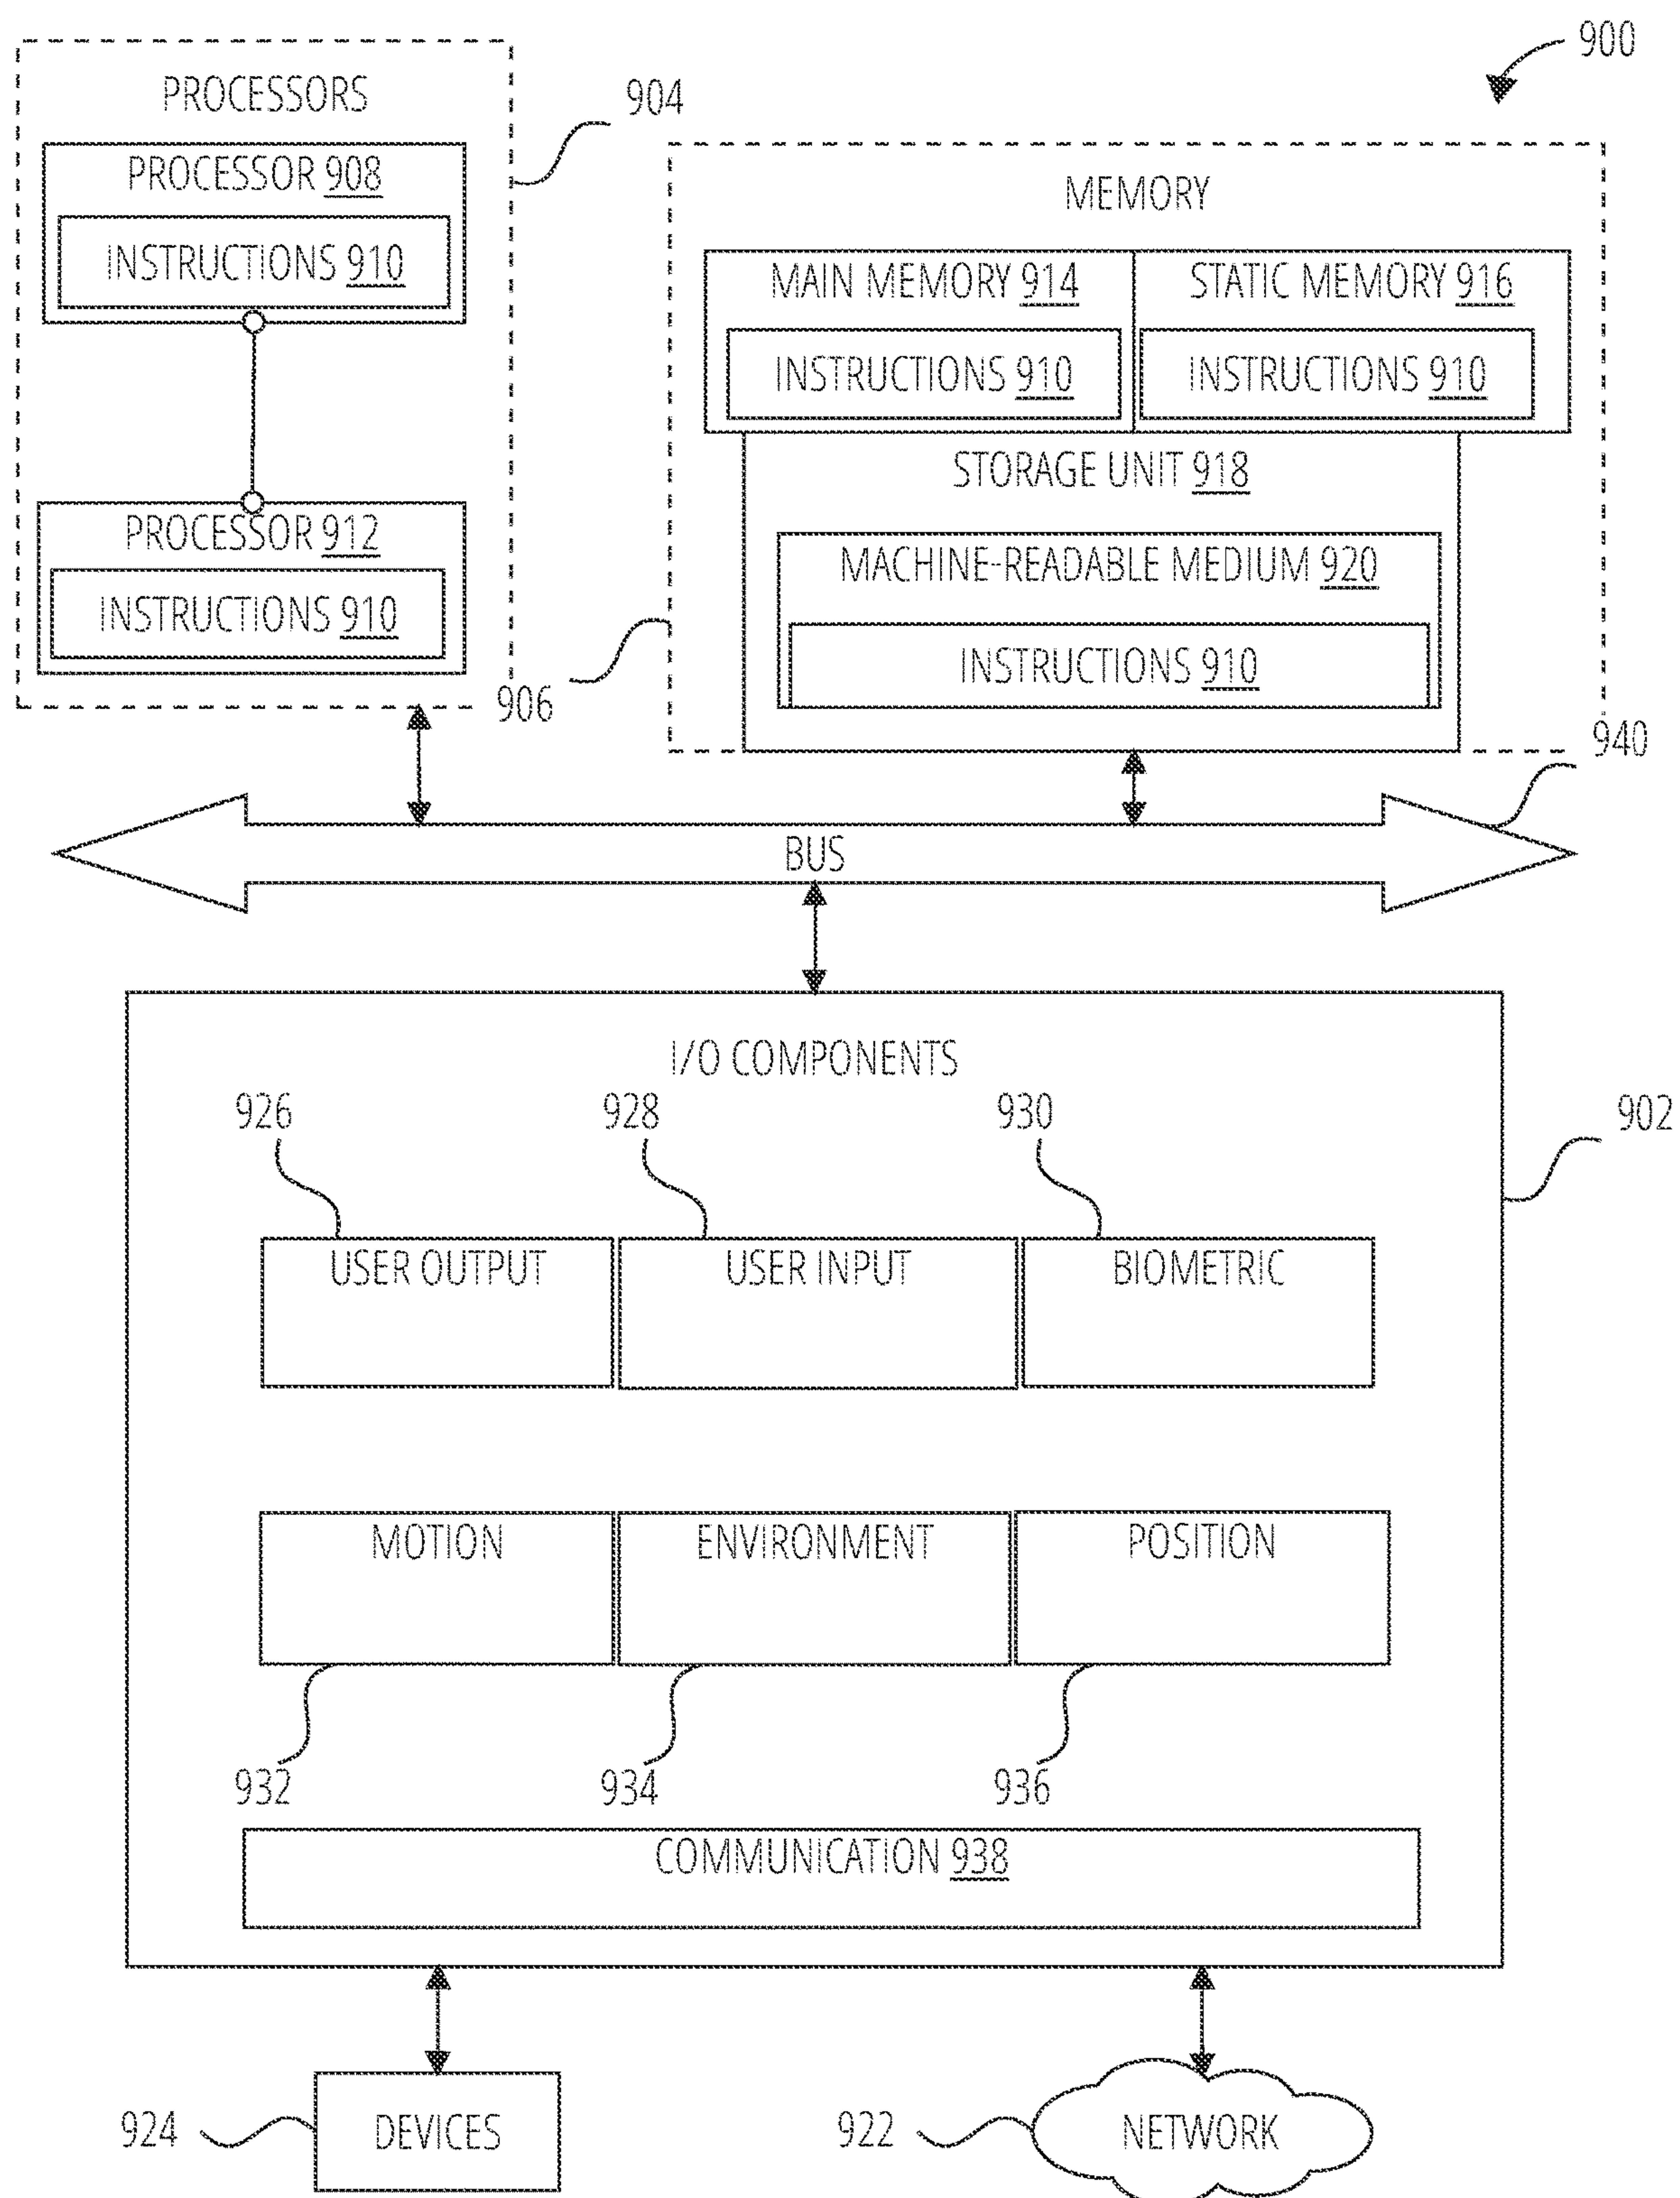 900
PROCESSORS
904
PROCESSOR 908
INSTRUCTIONS 910
PROCESSOR 912
INSTRUCTIONS 910
MEMORY
MAIN MEMORY 914
STATIC MEMORY 916
INSTRUCTIONS 910
INSTRUCTIONS 910
STORAGE UNIT 918
MACHINE-READABLE MEDIUM 920
INSTRUCTIONS 910
906
940
BUS
I/O COMPONENTS
902
926
928
930
USER OUTPUT
USER INPUT
BIOMETRIC
MOTION
ENVIRONMENT
POSITION
932
934
936
COMMUNICATION 938
924
DEVICES
922
NETWORK